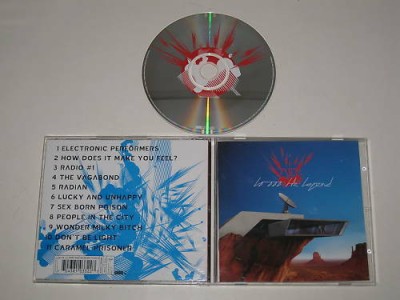 1 ELECTRONIC PERFORMERS
2 HOW DOES IT MAKE YOU FEEL?
3 RADIO #1
4 THE VAGABOND
5 RADIAN
6 LUCKY AND UNHAPPY
7 SEX BORN POISON
8 PEOPLE IN THE CITY
9 WONDER MILKY BITCH
10 DON'T BE LIGHT
11 CARAMEL PRISONER
10 000 Hz Legend